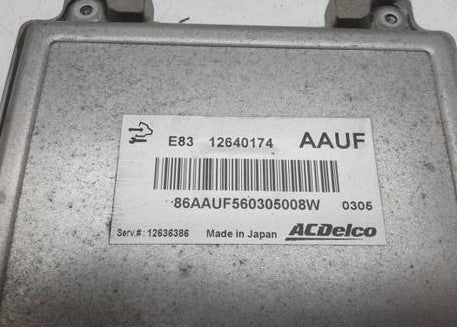 E83 12640174 AAUF
86AAUF560305008W 0305
Serv.#: 12636386 Made in Japan ACDelco